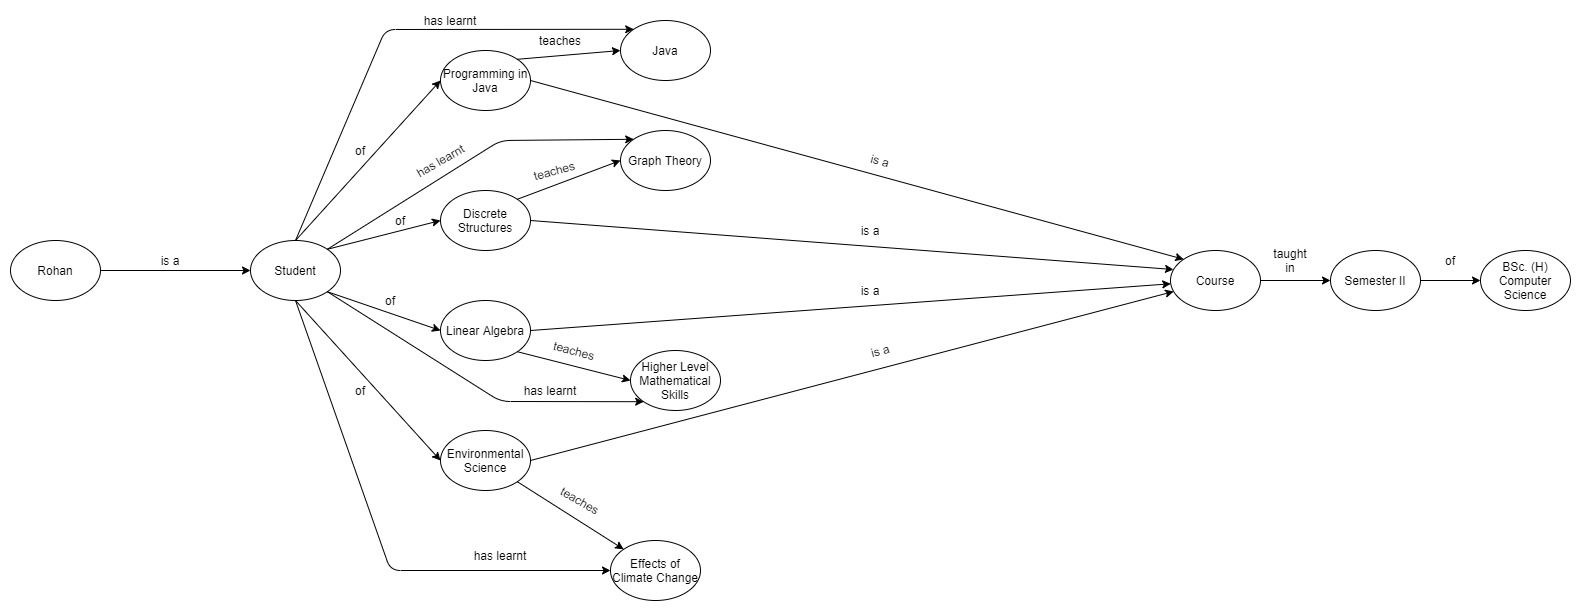 has learnt
teaches
Java
Programming in
Java
of
is a
has learnt
teaches
Graph Theory
of
Discrete
Structures
is a
Rohan
is a
Student
taught
in
of
Course
Semester II
BSc. (H)
Computer
Science
of
is a
Linear Algebra
teaches
is a
Higher Level
Mathematical
Skills
has learnt
of
Environmental
Science
teaches
has learnt
Effects of
Climate Change